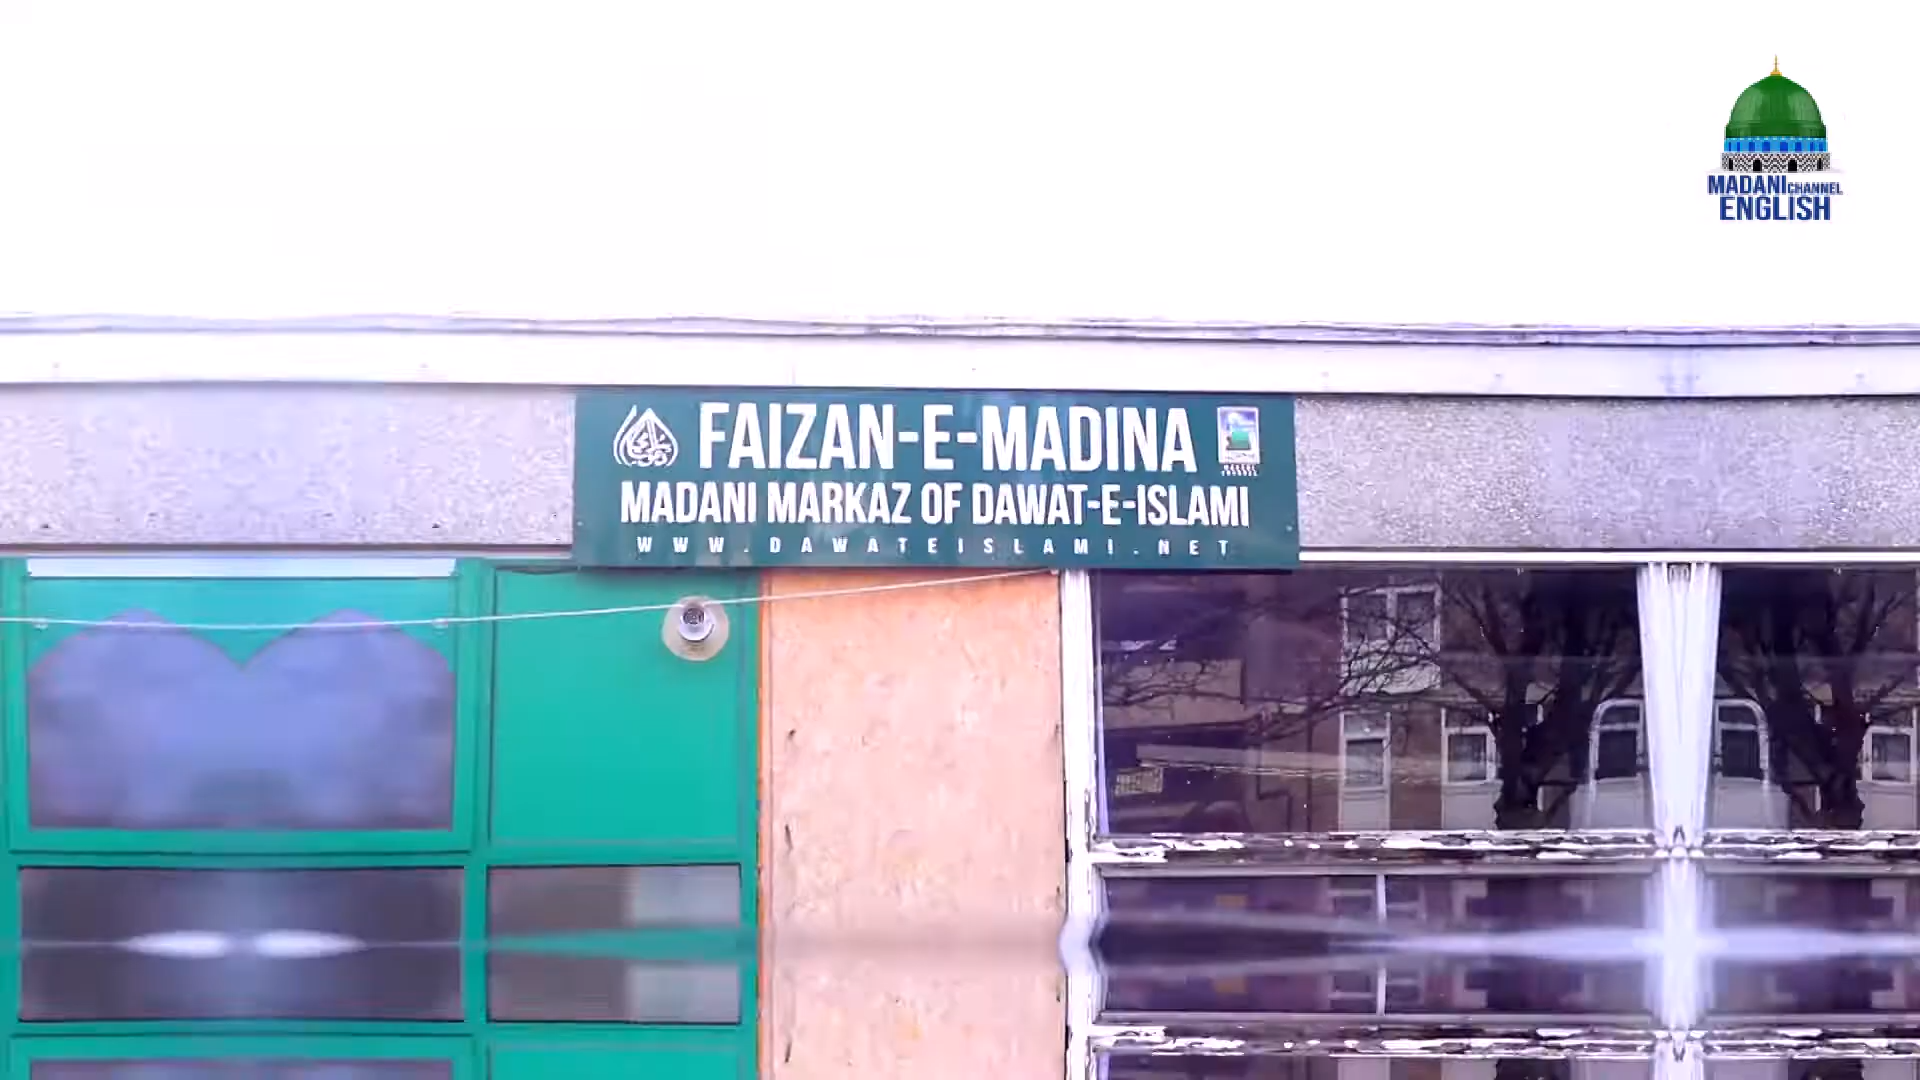 MADANI CHANNEL
ENGLISH
FAIZAN-E-MADINA
MADANI MARKAZ OF DAWAT-E-ISLAMI
WWW.DAWATEISLAMI.NET